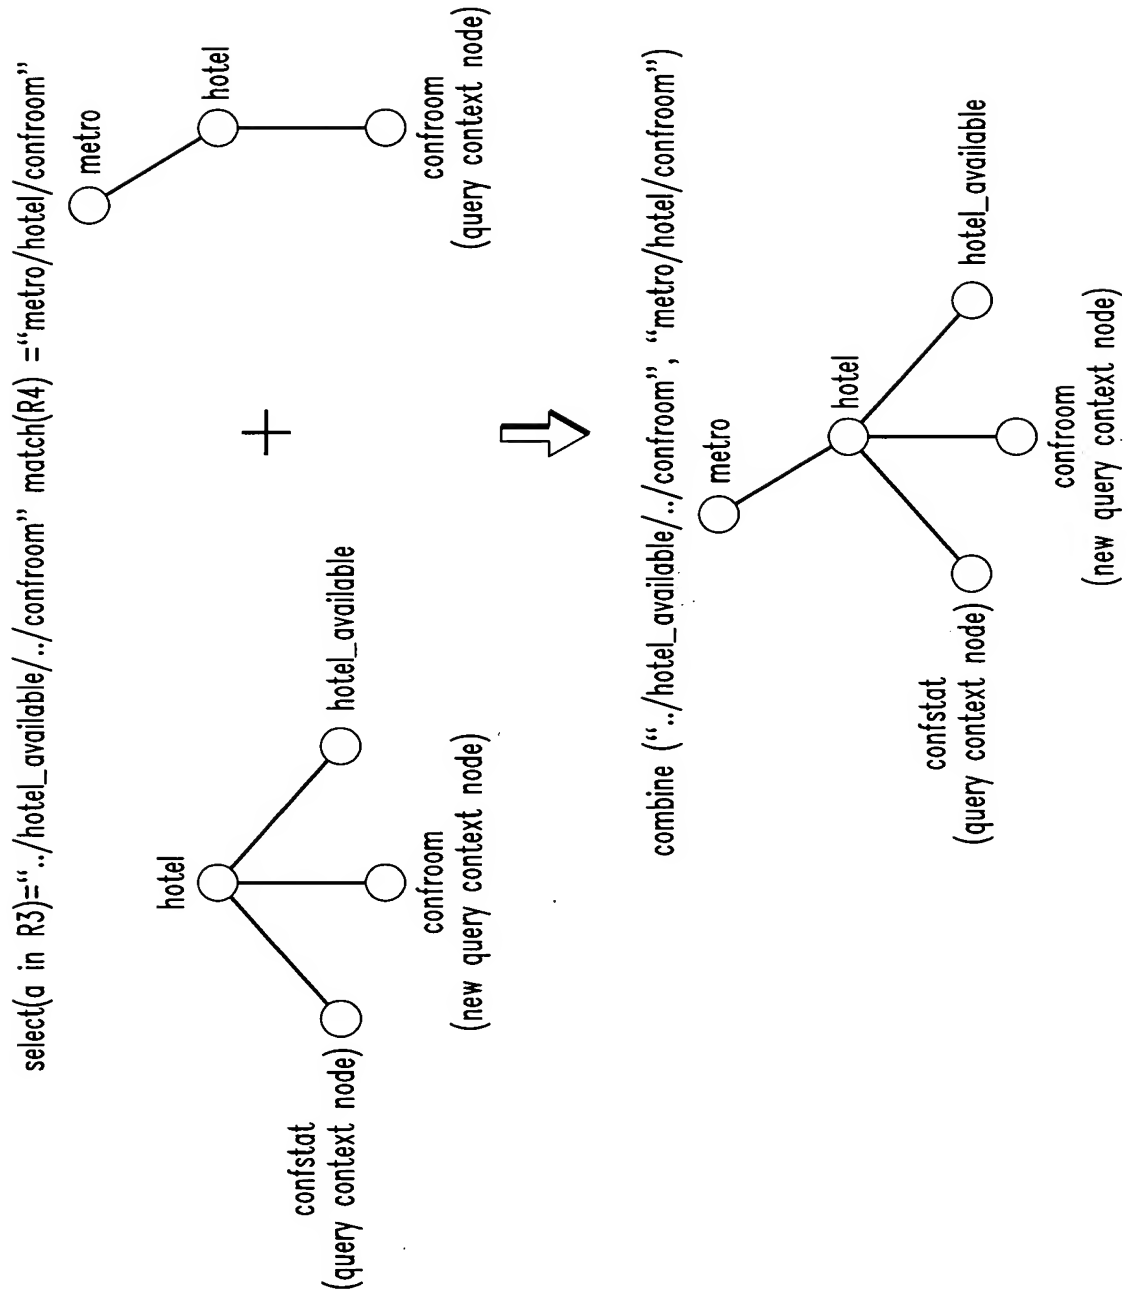 select(a in R3)=“../hotel_available/../confroom” match(R4) =“metro/hotel/confroom”
hotel
confstat
(query context node)
hotel_available
confroom
(new query context node)
+
metro
hotel
confroom
(query context node)
combine (“../hotel_available/../confroom”, “metro/hotel/confroom”)
metro
hotel
confstat
(query context node)
hotel_available
confroom
(new query context node)